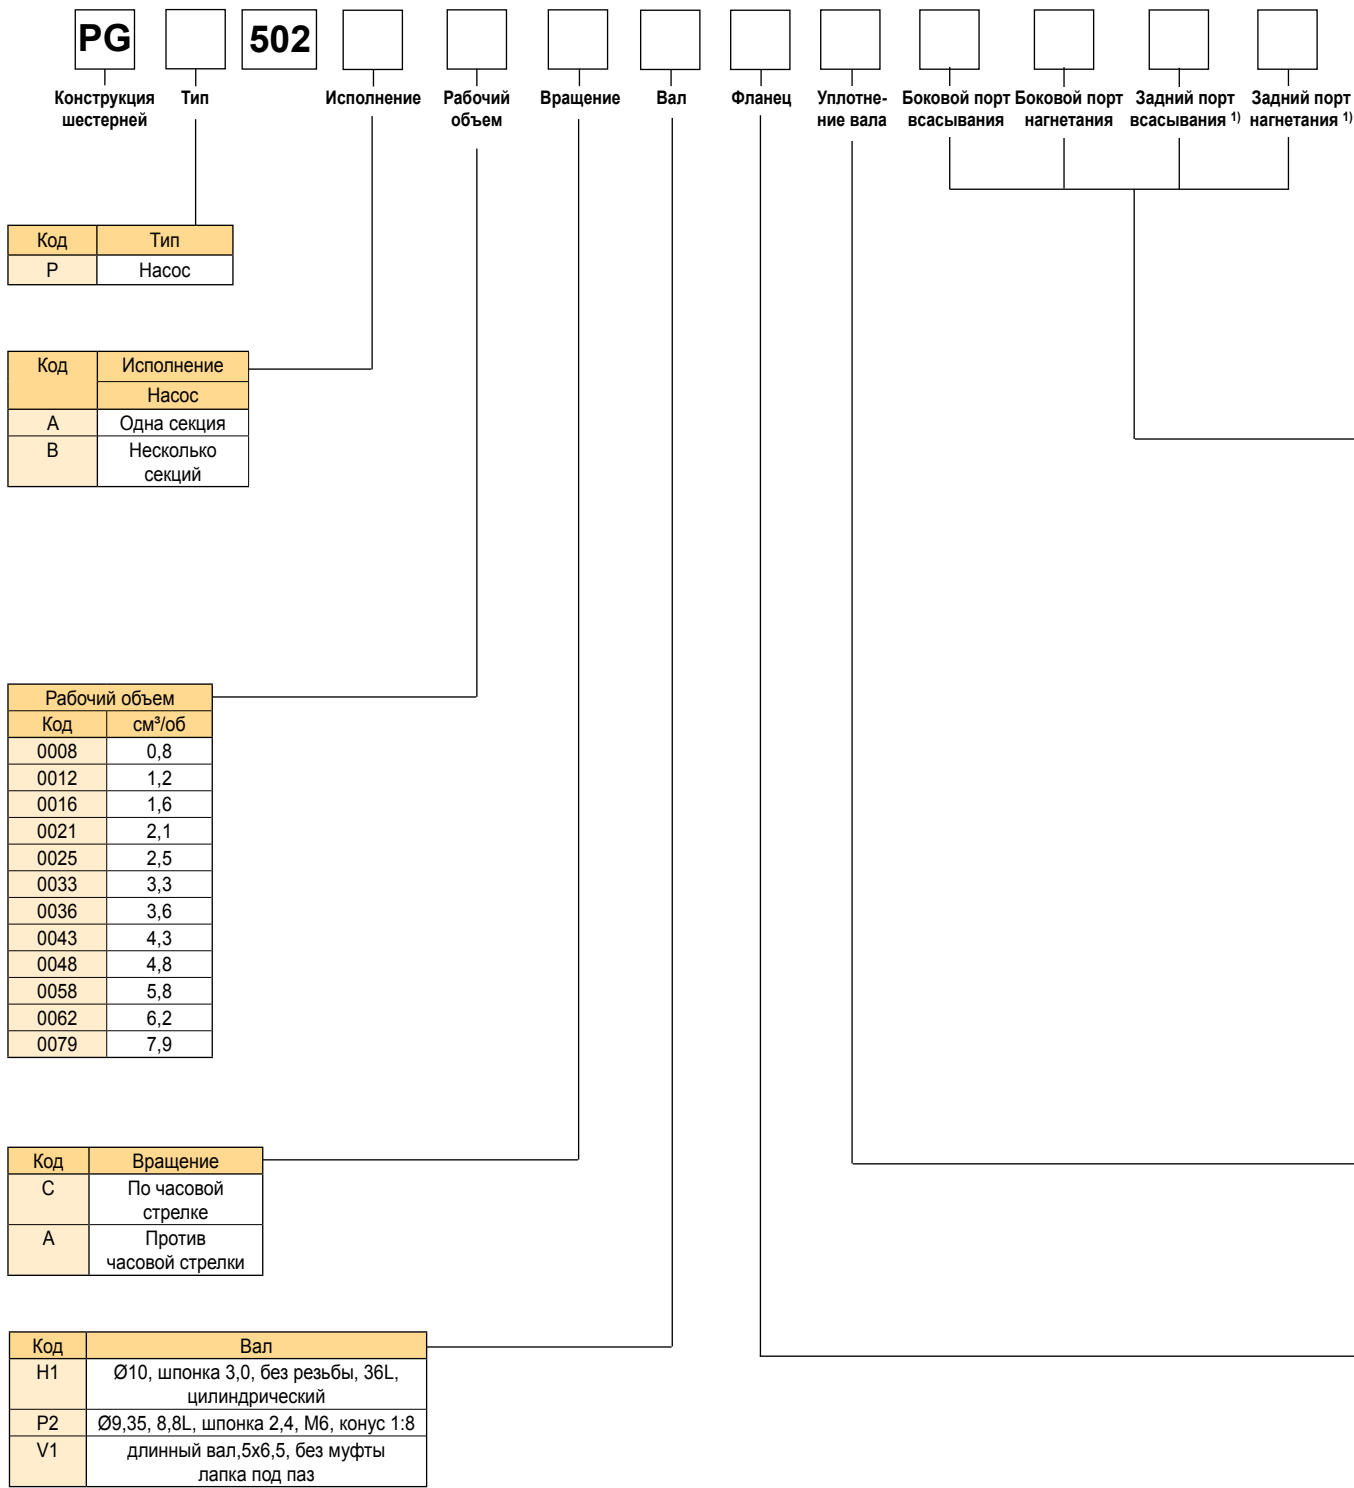 PG 502
Конструкция шестерней
Тип
Исполнение
Рабочий объем
Вращение
Вал
Фланец
Уплотне-
ние вала
Боковой порт всасывания
Боковой порт нагнетания
Задний порт всасывания 1)
Задний порт нагнетания 1)
Код Тип
P Насос
Код Исполнение
Насос
A Одна секция
B Несколько
секций
Рабочий объем
Код см³/об
0008 0,8
0012 1,2
0016 1,6
0021 2,1
0025 2,5
0033 3,3
0036 3,6
0043 4,3
0048 4,8
0058 5,8
0062 6,2
0079 7,9
Код Вращение
C По часовой
стрелке
A Против
часовой стрелки
Код Вал
H1 Ø10, шпонка 3,0, без резьбы, 36L,
цилиндрический
P2 Ø9,35, 8,8L, шпонка 2,4, M6, конус 1:8
V1 длинный вал,5x6,5, без муфты
лапка под паз